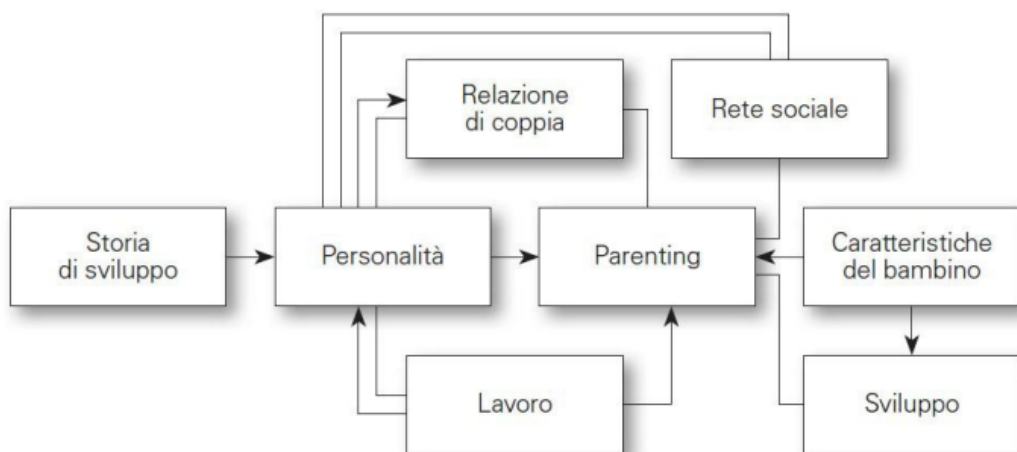 Relazione
di coppia
Rete sociale
Storia
di sviluppo
Personalità
Parenting
Caratteristiche
del bambino
Lavoro
Sviluppo